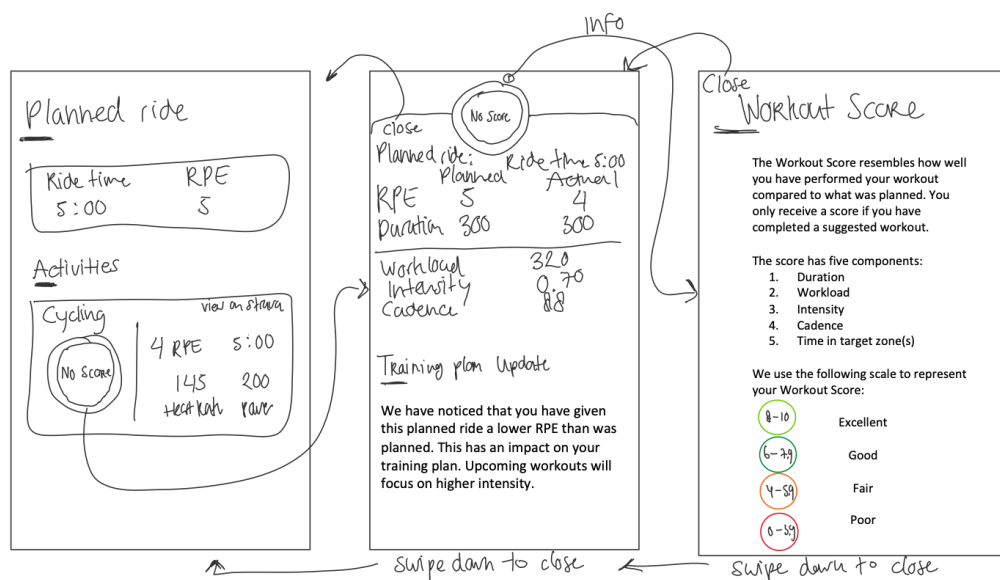 Info
Planned ride
Ride time RPE
5:00 5
Activities
Cycling view on strava
No Score
4 RPE 5:00
145 200
Heart Rate Power
No Score
close
Planned ride: Ride time 5:00
Planned Actual
RPE 5 4
Duration 300 300
Workload 320
Intensity 0.70
Cadence 88
Training plan Update
We have noticed that you have given
this planned ride a lower RPE than was
planned. This has an impact on your
training plan. Upcoming workouts will
focus on higher intensity.
swipe down to close
Close
Workout Score
The Workout Score resembles how well
you have performed your workout
compared to what was planned. You
only receive a score if you have
completed a suggested workout.
The score has five components:
1. Duration
2. Workload
3. Intensity
4. Cadence
5. Time in target zone(s)
We use the following scale to represent
your Workout Score:
8-10 Excellent
6-7.9 Good
4-5.9 Fair
0-3.9 Poor
swipe down to close